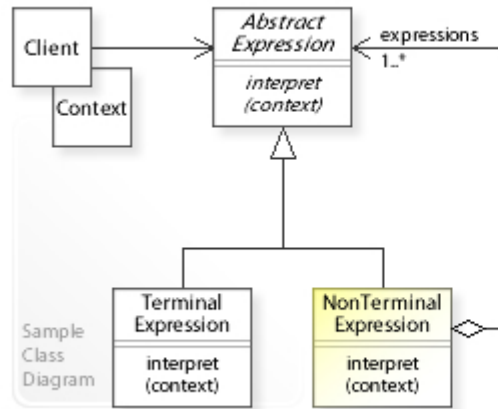 Client
Context
Abstract
Expression
interpret
(context)
expressions
1..*
Terminal
Expression
interpret
(context)
NonTerminal
Expression
interpret
(context)
Sample
Class
Diagram